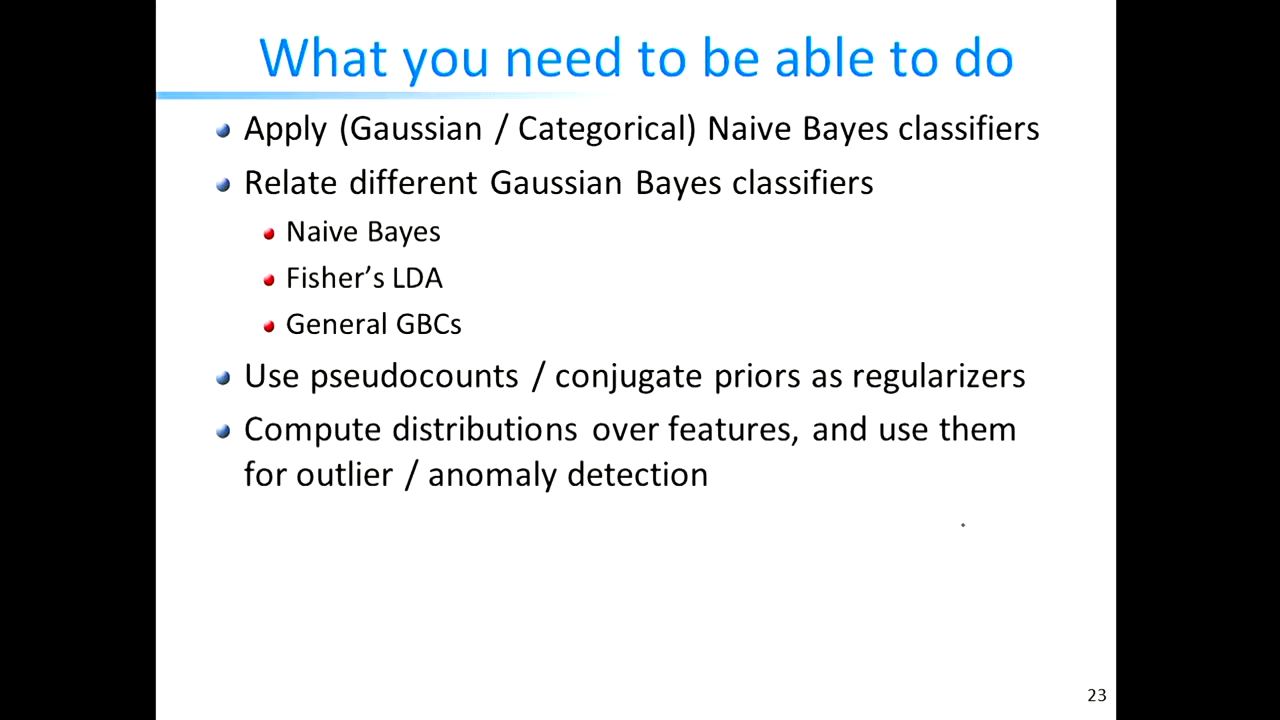 What you need to be able to do
Apply (Gaussian / Categorical) Naive Bayes classifiers
Relate different Gaussian Bayes classifiers
Naive Bayes
Fisher’s LDA
General GBCs
Use pseudocounts / conjugate priors as regularizers
Compute distributions over features, and use them
for outlier / anomaly detection
23